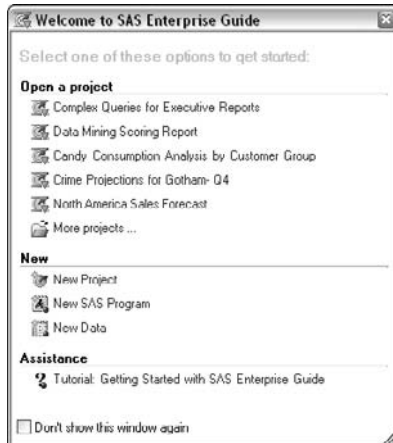 Welcome to SAS Enterprise Guide
Select one of these options to get started:
Open a project
Complex Queries for Executive Reports
Data Mining Scoring Report
Candy Consumption Analysis by Customer Group
Crime Projections for Gotham- Q4
North America Sales Forecast
More projects ...
New
New Project
New SAS Program
New Data
Assistance
Tutorial: Getting Started with SAS Enterprise Guide
Don't show this window again